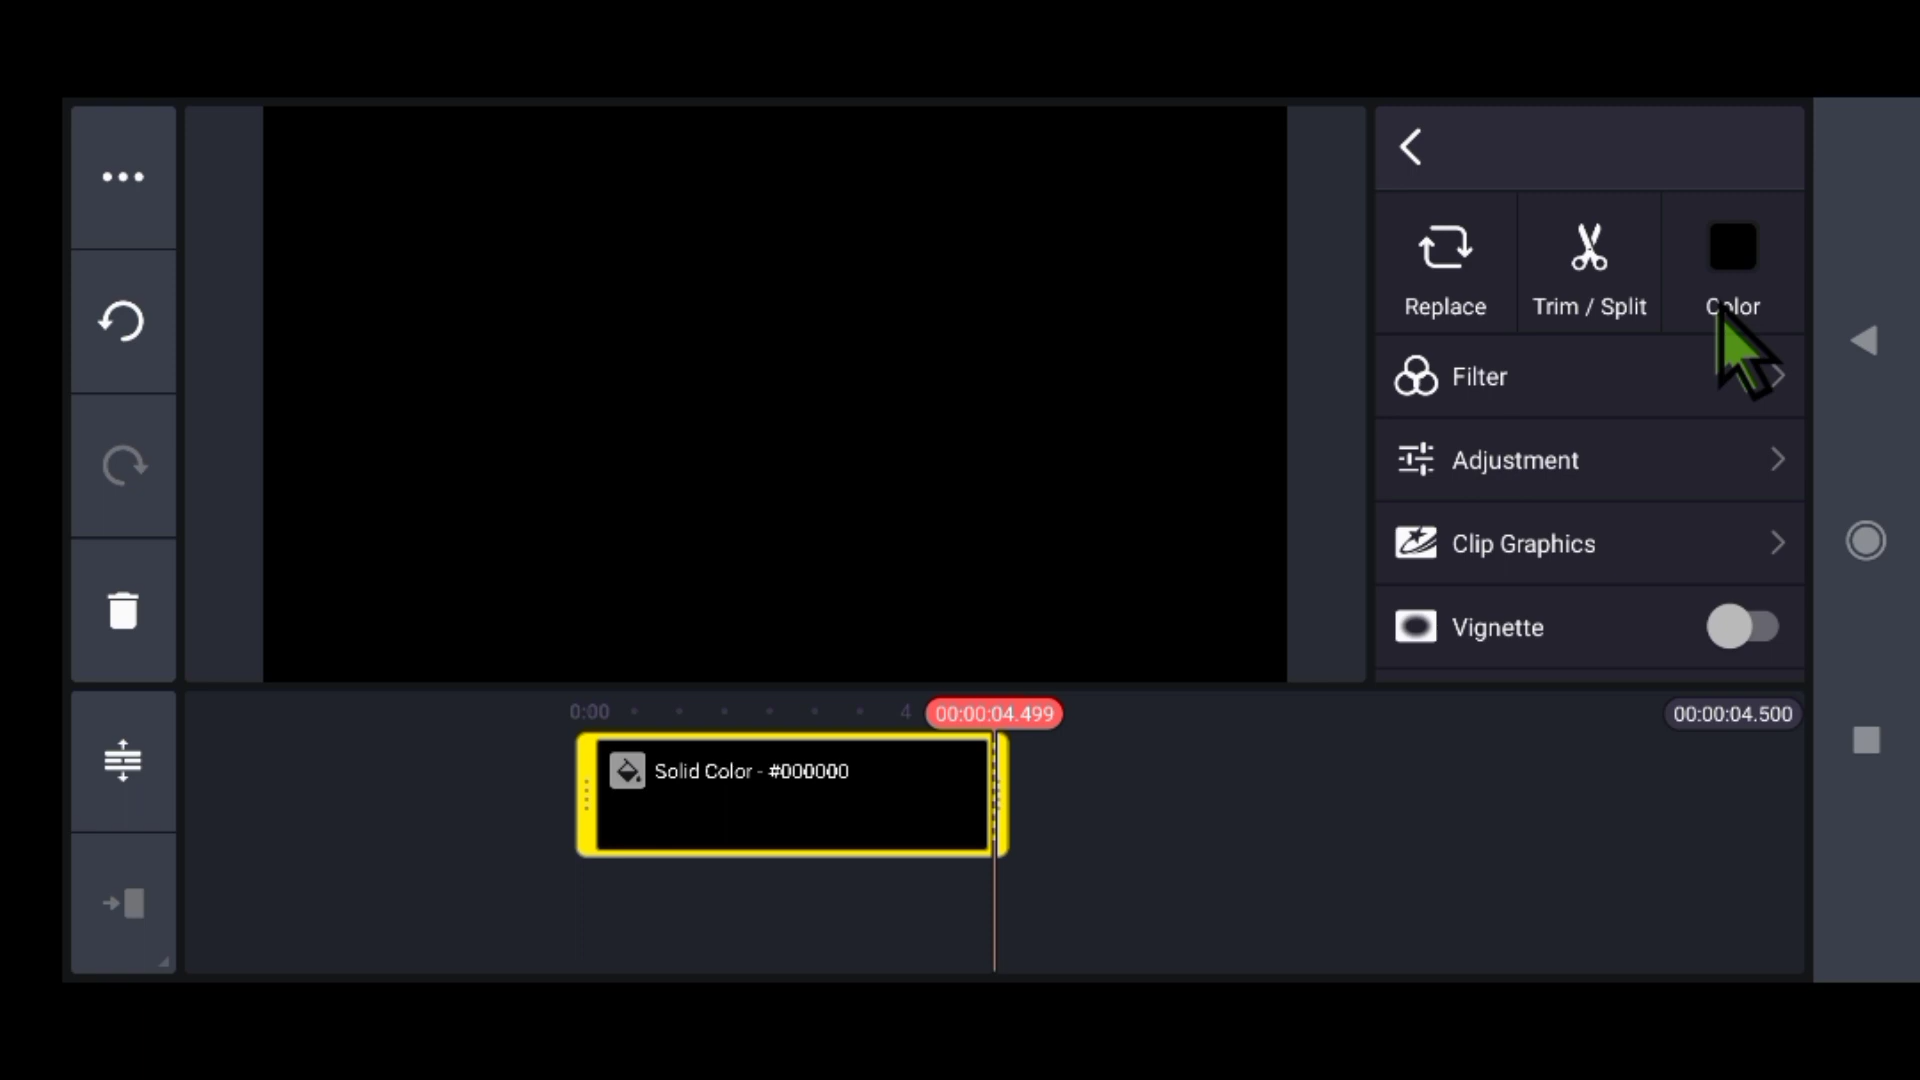 Replace
Trim / Split
Color
Filter
Adjustment
Clip Graphics
Vignette
0:00
4
00:00:04.499
00:00:04.500
Solid Color - #000000